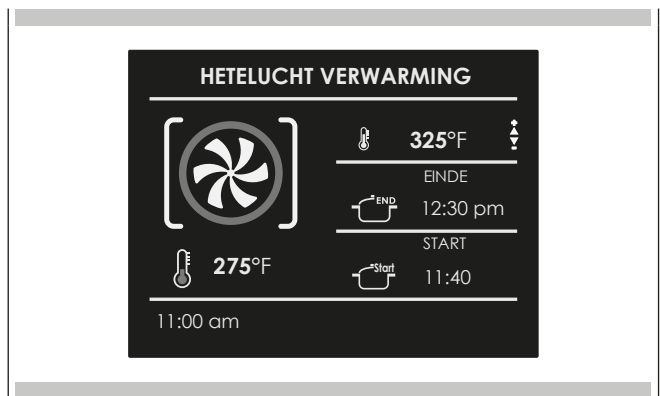 HETELUCHT VERWARMING
325°F
EINDE
END
12:30 pm
START
Start
11:40
275°F
11:00 am